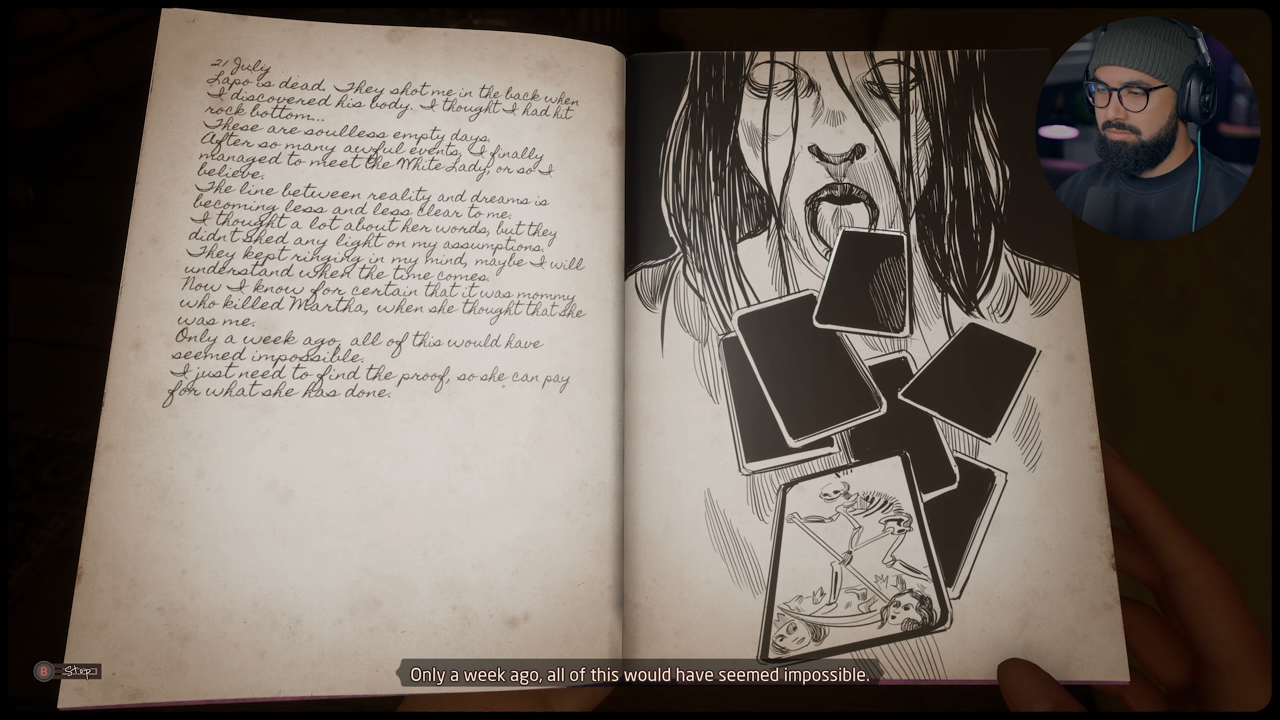 21 July
Lapo is dead. They shot me in the back when
I discovered his body. I thought I had hit
rock bottom...
These are soulless empty days.
After so many awful events, I finally
managed to meet the White Lady, or so I
believe.
The line between reality and dreams is
becoming less and less clear to me.
I thought a lot about her words, but they
didn't shed any light on my assumptions.
They kept ringing in my mind, maybe I will
understand when the time comes.
Now I know for certain that it was mommy
who killed Martha, when she thought that she
was me.
Only a week ago, all of this would have
seemed impossible.
I just need to find the proof, so she can pay
for what she has done.
B Stop
Only a week ago, all of this would have seemed impossible.